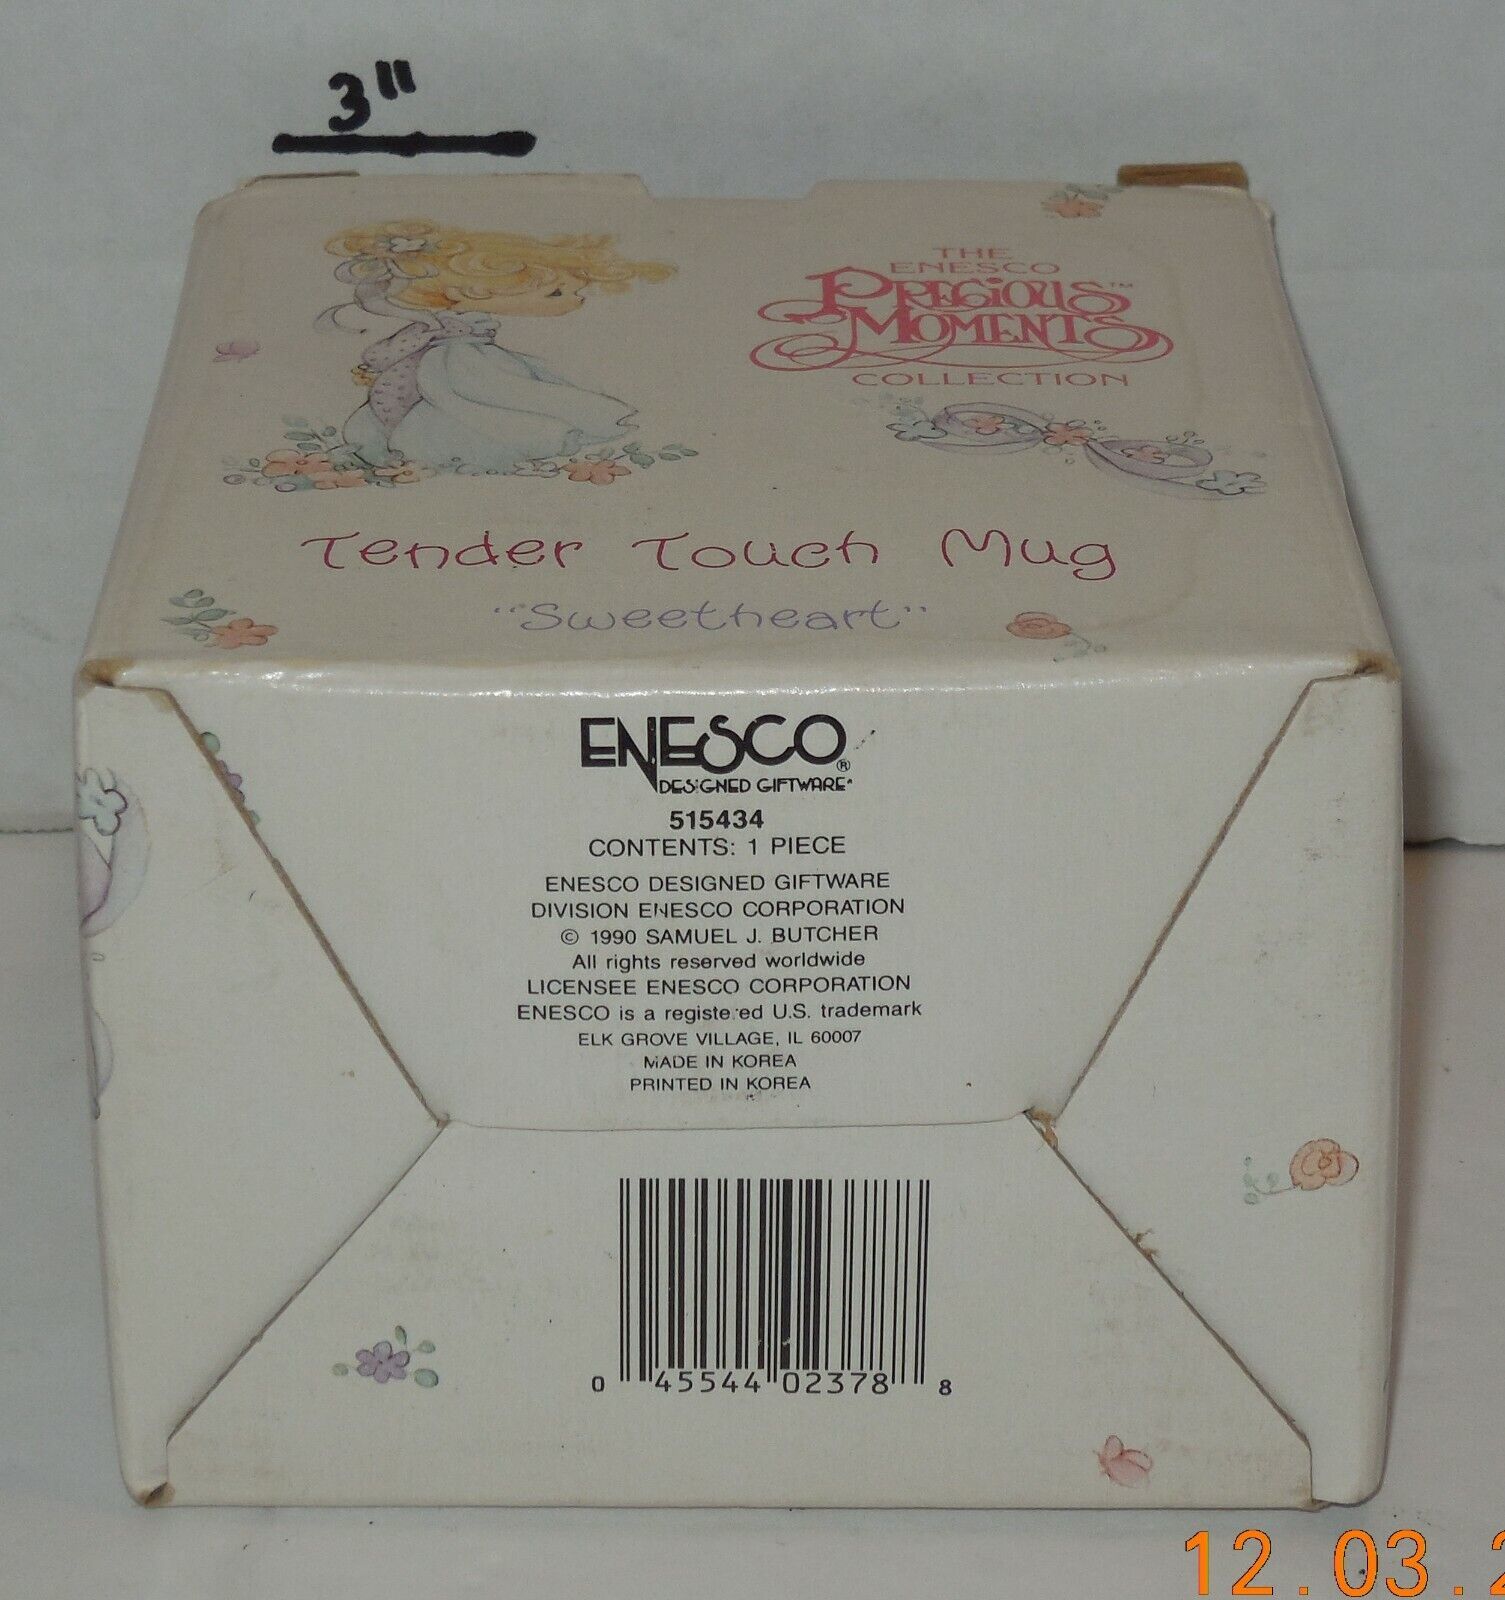 3"
THE
ENESCO
PRECIOUS™
MOMENTS
COLLECTION
Tender Touch Mug
"Sweetheart"
ENESCO®
DESIGNED GIFTWARE
515434
CONTENTS: 1 PIECE
ENESCO DESIGNED GIFTWARE
DIVISION ENESCO CORPORATION
© 1990 SAMUEL J. BUTCHER
All rights reserved worldwide
LICENSEE ENESCO CORPORATION
ENESCO is a registered U.S. trademark
ELK GROVE VILLAGE, IL 60007
MADE IN KOREA
PRINTED IN KOREA
0 45544 02378 8
12.03.2